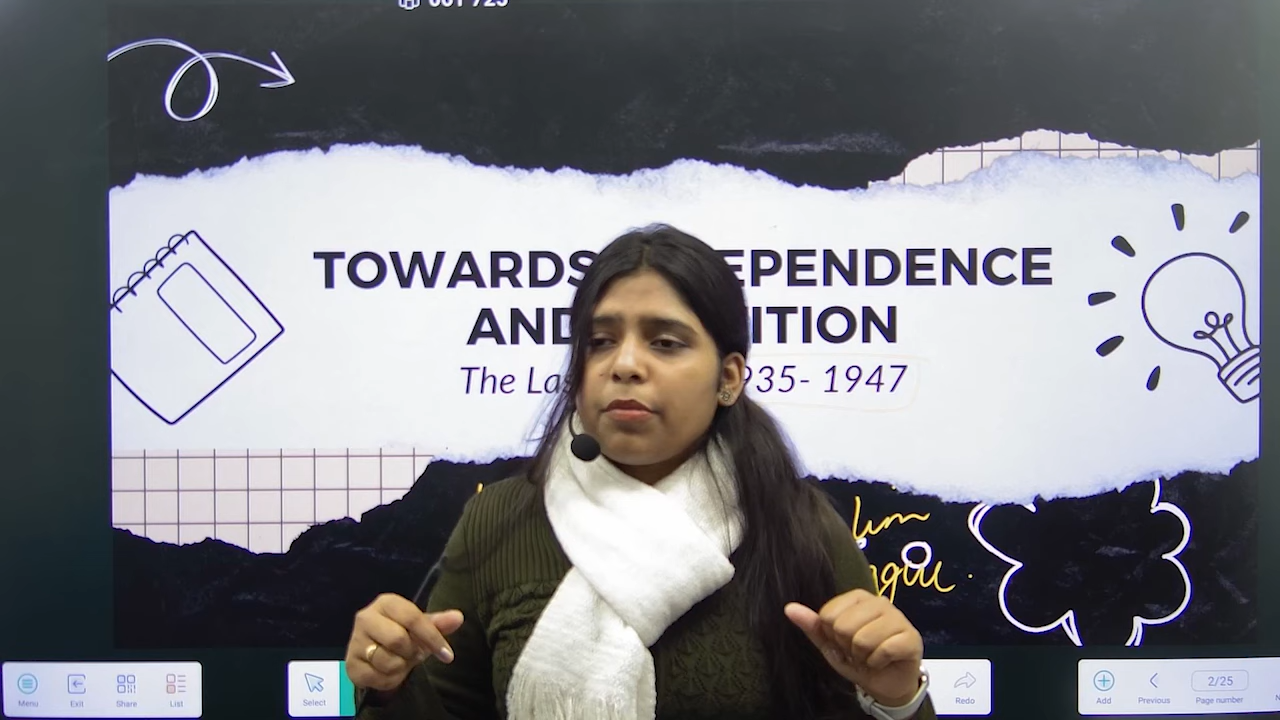 TOWARDS EPENDENCE
AND ITION
The Las 935- 1947
Menu
Exit
Share
List
Select
Redo
Add
Previous
2/25
Page number